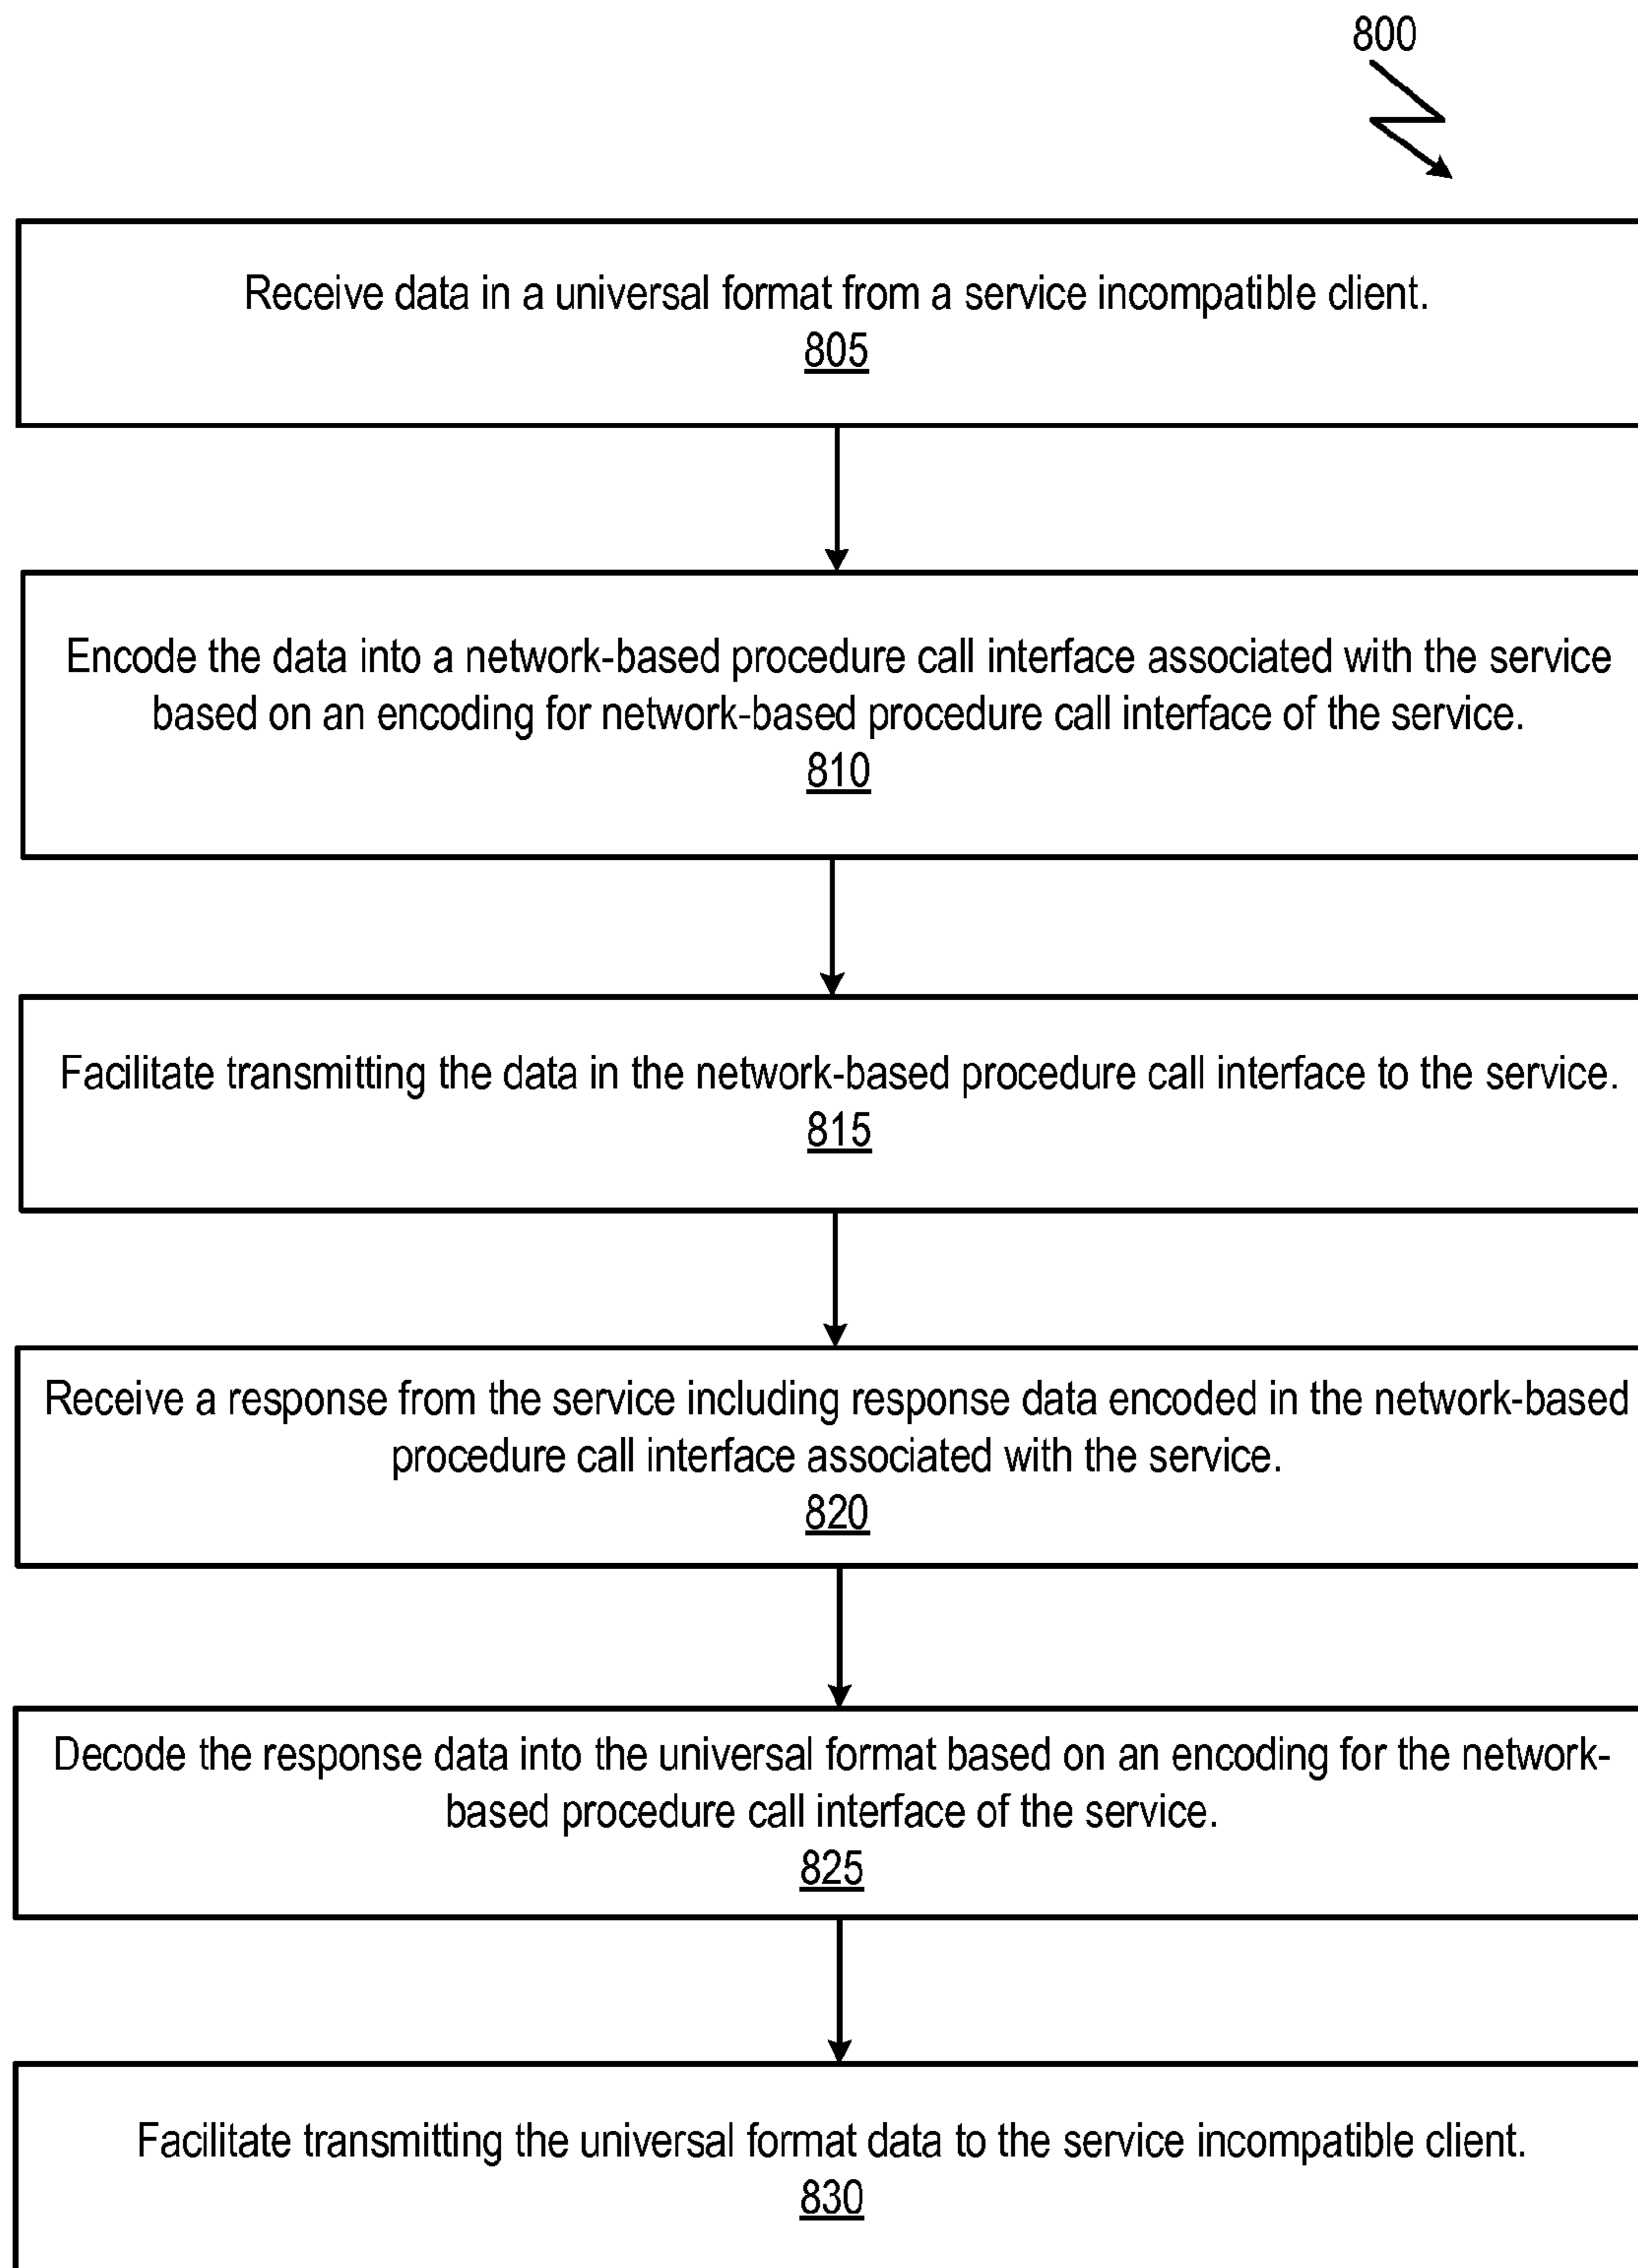 800
Receive data in a universal format from a service incompatible client.
805
Encode the data into a network-based procedure call interface associated with the service
based on an encoding for network-based procedure call interface of the service.
810
Facilitate transmitting the data in the network-based procedure call interface to the service.
815
Receive a response from the service including response data encoded in the network-based
procedure call interface associated with the service.
820
Decode the response data into the universal format based on an encoding for the network-
based procedure call interface of the service.
825
Facilitate transmitting the universal format data to the service incompatible client.
830